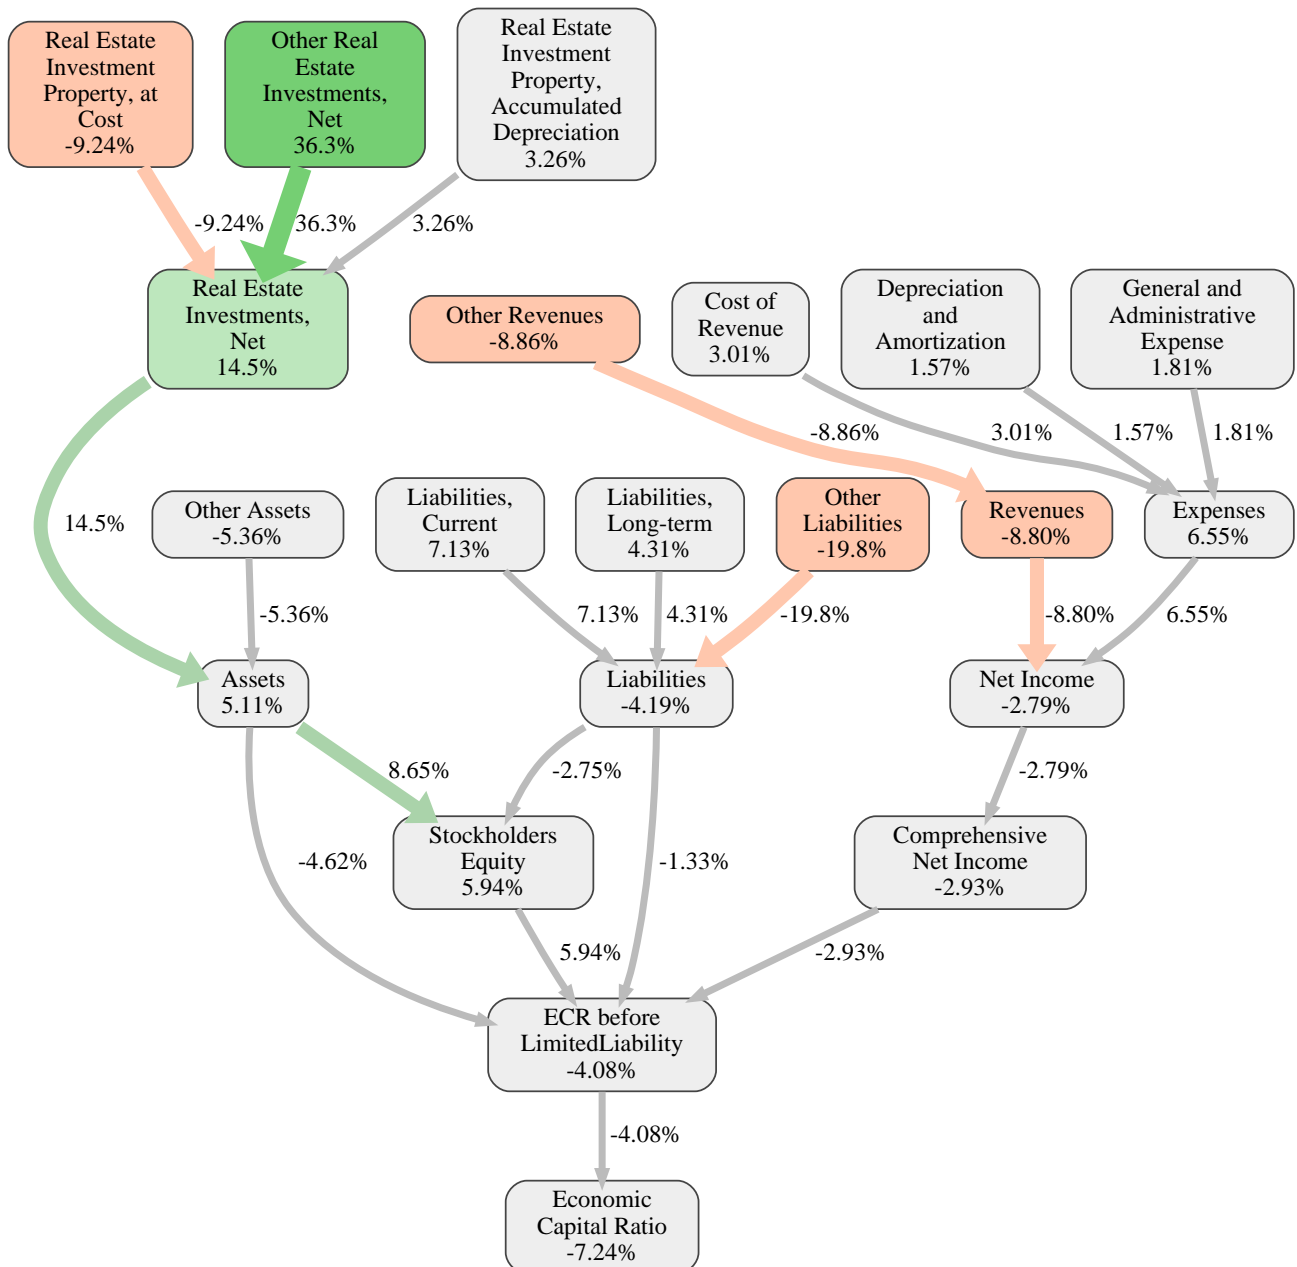 Real Estate
Investment
Property, at
Cost
-9.24%
Other Real
Estate
Investments,
Net
36.3%
Real Estate
Investment
Property,
Accumulated
Depreciation
3.26%
-9.24%
36.3%
3.26%
Real Estate
Investments,
Net
14.5%
Other Revenues
-8.86%
Cost of
Revenue
3.01%
Depreciation
and
Amortization
1.57%
General and
Administrative
Expense
1.81%
-8.86%
3.01%
1.57%
1.81%
14.5%
Other Assets
-5.36%
Liabilities,
Current
7.13%
Liabilities,
Long-term
4.31%
Other
Liabilities
-19.8%
Revenues
-8.80%
Expenses
6.55%
-5.36%
7.13%
4.31%
-19.8%
-8.80%
6.55%
Assets
5.11%
Liabilities
-4.19%
Net Income
-2.79%
8.65%
-2.75%
-2.79%
-4.62%
Stockholders
Equity
5.94%
-1.33%
Comprehensive
Net Income
-2.93%
5.94%
-2.93%
ECR before
LimitedLiability
-4.08%
-4.08%
Economic
Capital Ratio
-7.24%